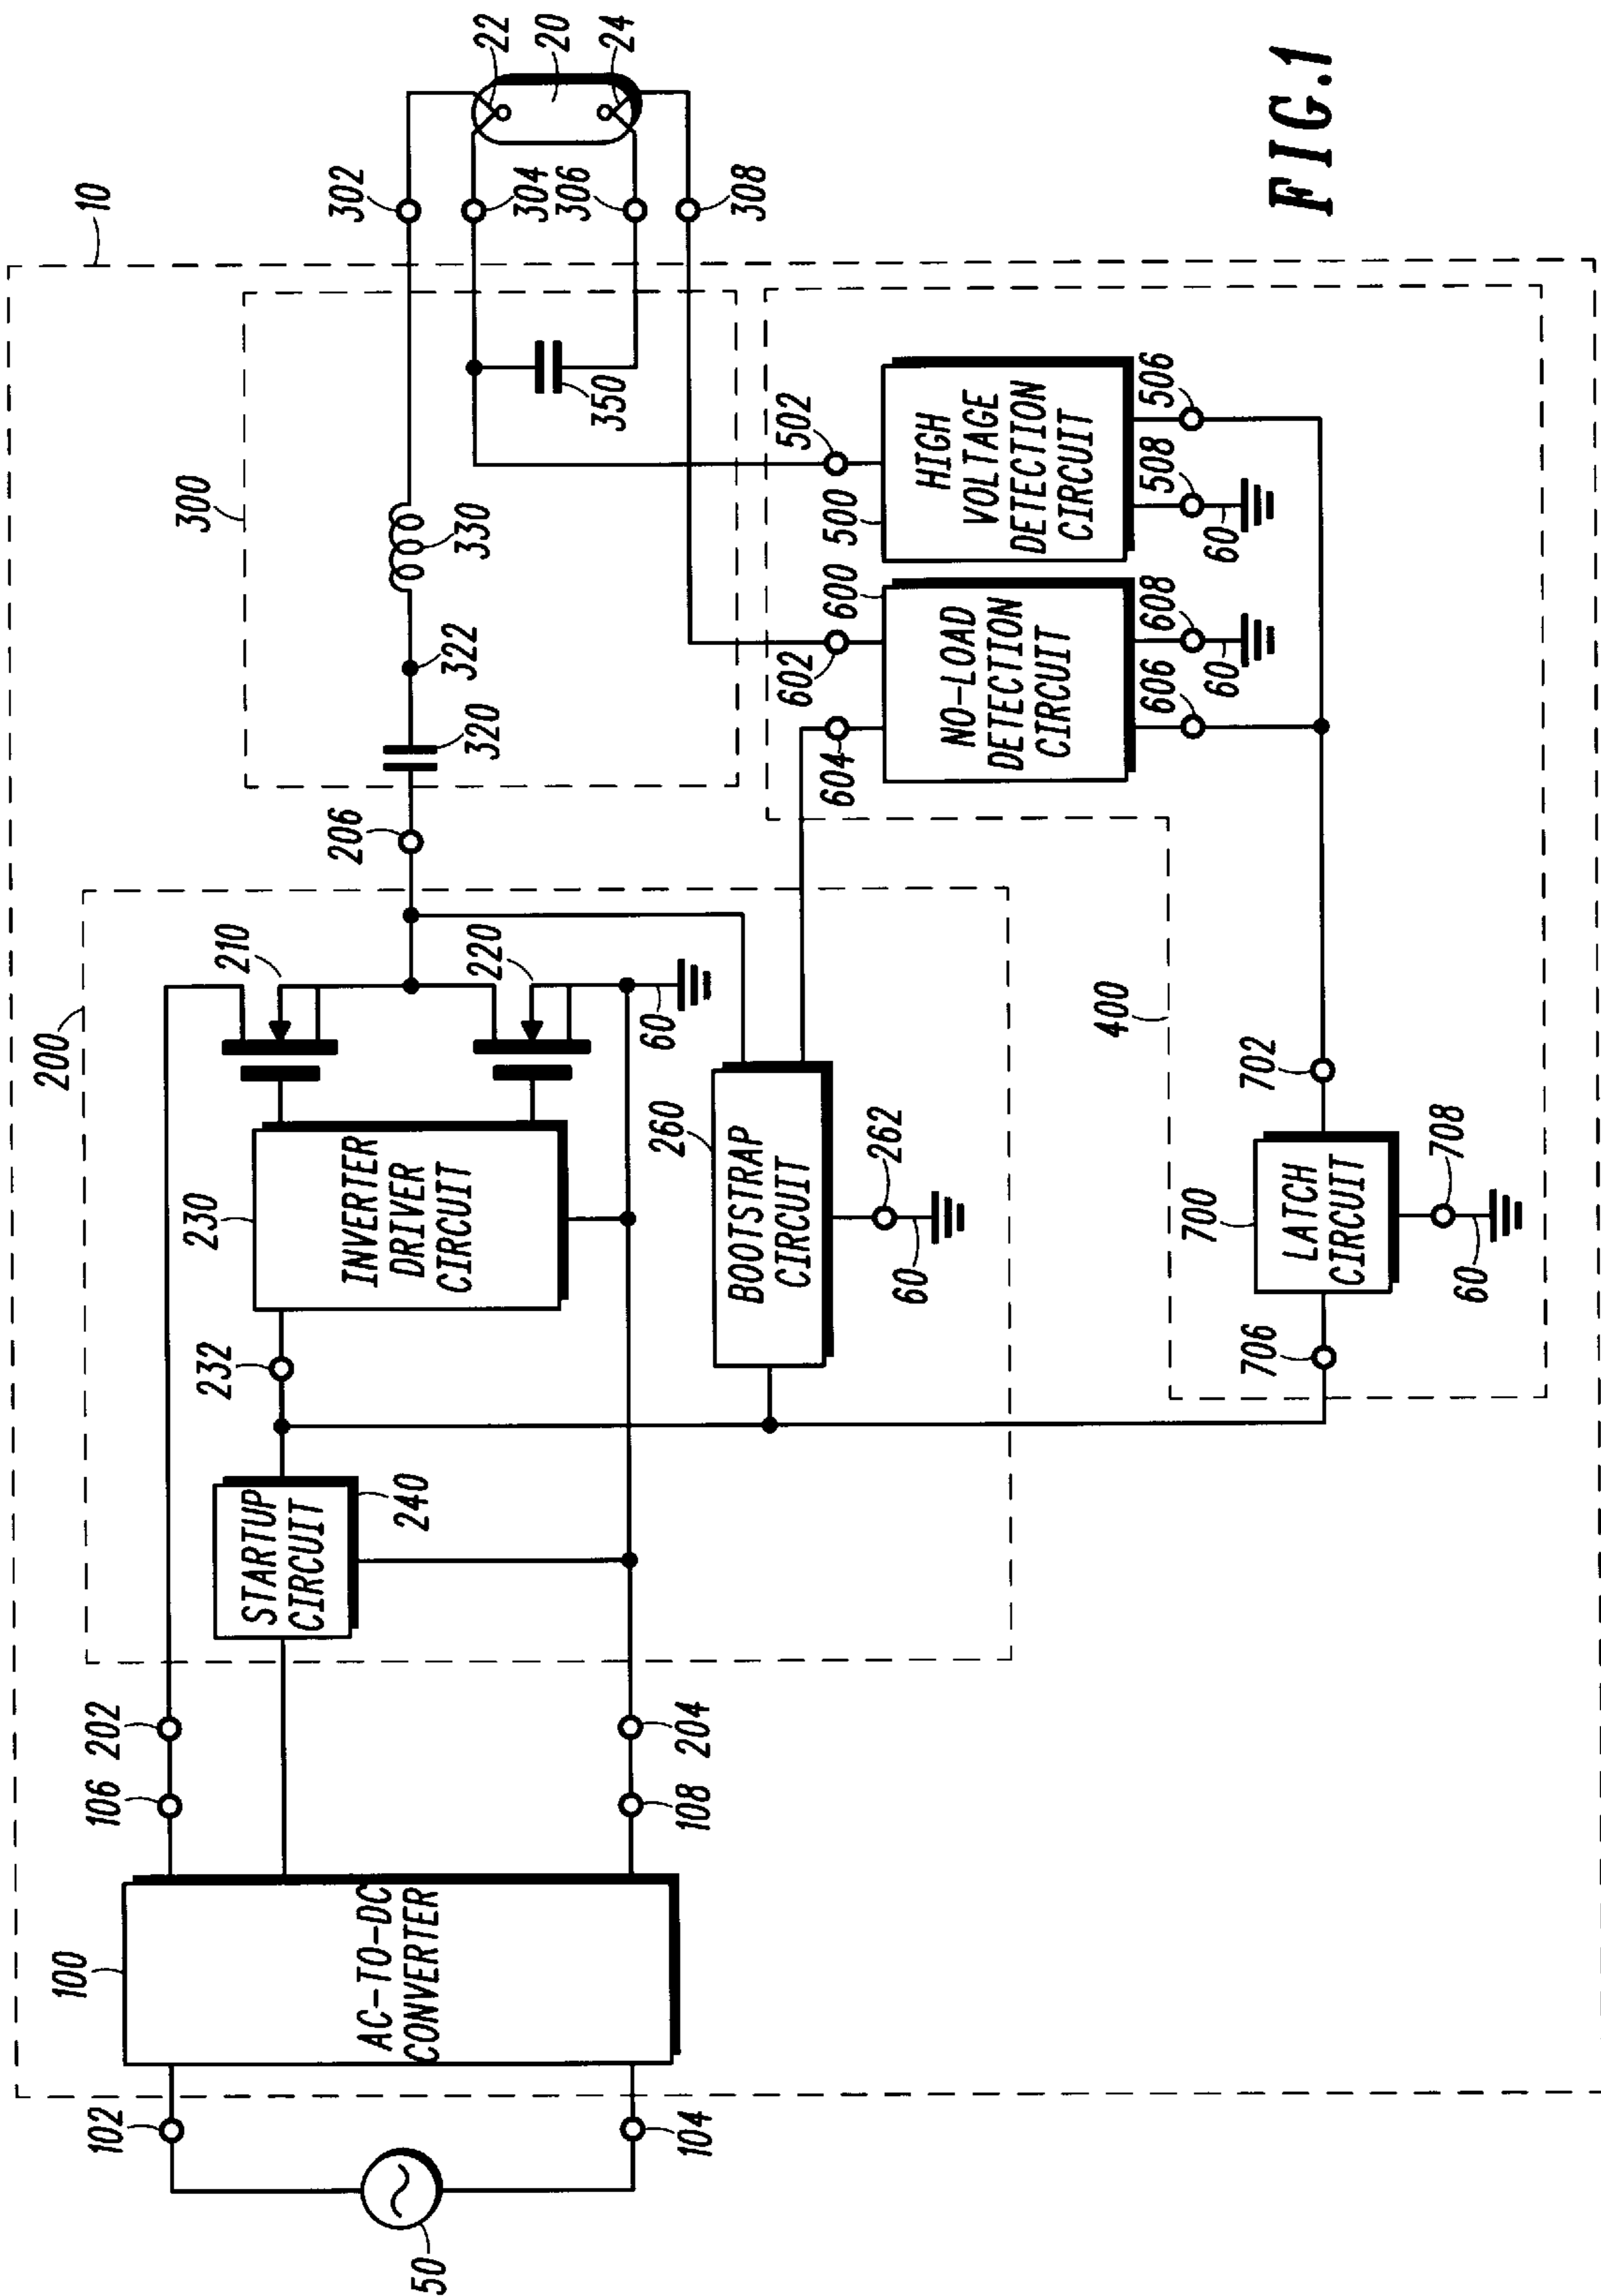 10
300
200
100
50
102
104
AC-TO-DC
CONVERTER
106
202
108
204
STARTUP
CIRCUIT
240
232
230
INVERTER
DRIVER
CIRCUIT
210
220
60
206
320
322
330
350
302
304
306
308
22
20
24
260
BOOTSTRAP
CIRCUIT
262
60
400
604
602
600
NO-LOAD
DETECTION
CIRCUIT
606
608
60
502
500
HIGH
VOLTAGE
DETECTION
CIRCUIT
508
506
60
706
700
LATCH
CIRCUIT
702
708
60
FIG.1